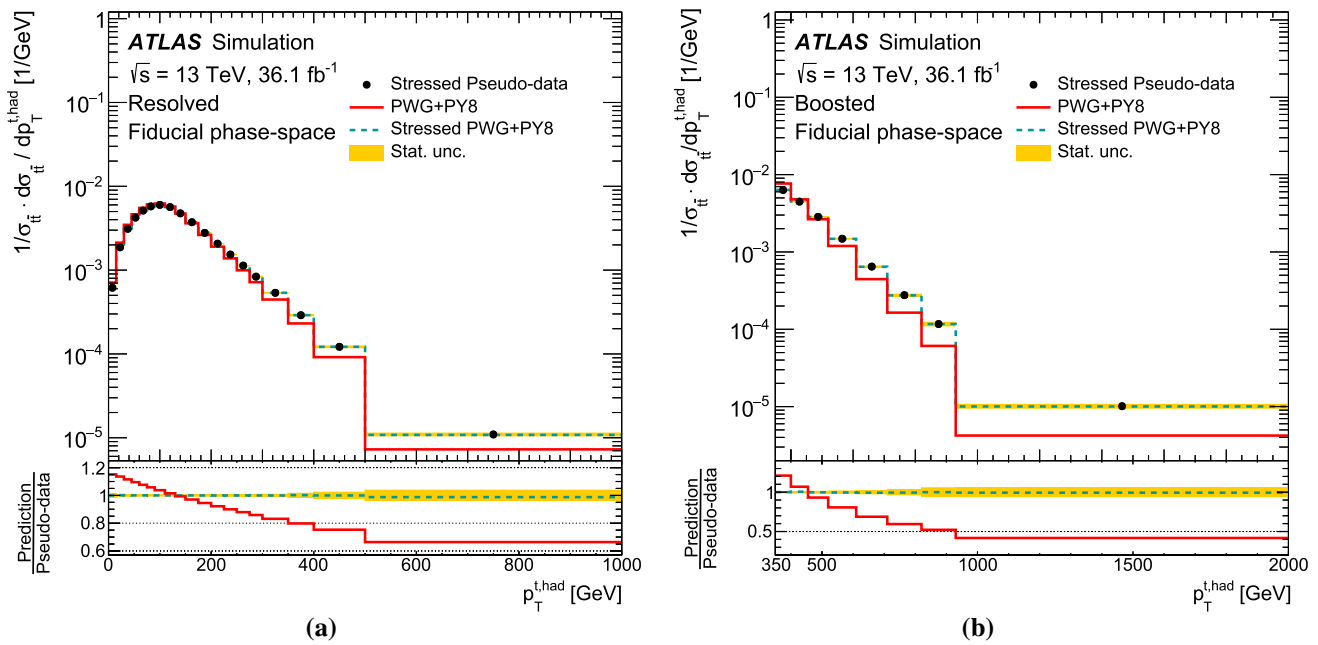 ATLAS Simulation
√s = 13 TeV, 36.1 fb⁻¹
Resolved
Fiducial phase-space
Stressed Pseudo-data
PWG+PY8
Stressed PWG+PY8
Stat. unc.
1/σ_tt̄ · dσ_tt̄ / dp_T^t,had [1/GeV]
1
10⁻¹
10⁻²
10⁻³
10⁻⁴
10⁻⁵
Prediction
Pseudo-data
1.2
1
0.8
0.6
0 200 400 600 800 1000
p_T^t,had [GeV]
(a)
ATLAS Simulation
√s = 13 TeV, 36.1 fb⁻¹
Boosted
Fiducial phase-space
Stressed Pseudo-data
PWG+PY8
Stressed PWG+PY8
Stat. unc.
1/σ_tt̄ · dσ_tt̄/dp_T^t,had [1/GeV]
1
10⁻¹
10⁻²
10⁻³
10⁻⁴
10⁻⁵
Prediction
Pseudo-data
1
0.5
350 500 1000 1500 2000
p_T^t,had [GeV]
(b)